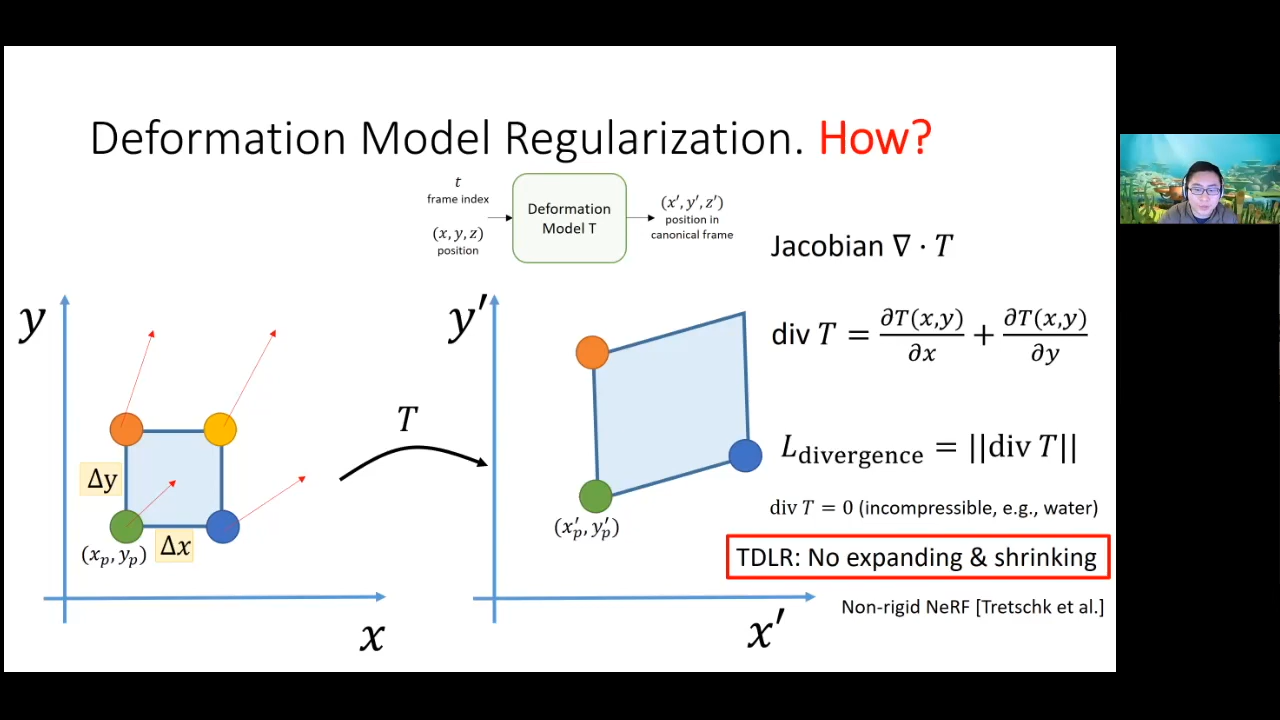 Deformation Model Regularization. How?
t
frame index
(x, y, z)
position
Deformation
Model T
(x′, y′, z′)
position in
canonical frame
Jacobian ∇ · T
div T = ∂T(x,y)/∂x + ∂T(x,y)/∂y
L_divergence = ||div T||
div T = 0 (incompressible, e.g., water)
TDLR: No expanding & shrinking
Non-rigid NeRF [Tretschk et al.]
y
Δy
(x_p, y_p)
Δx
x
T
y′
(x′_p, y′_p)
x′